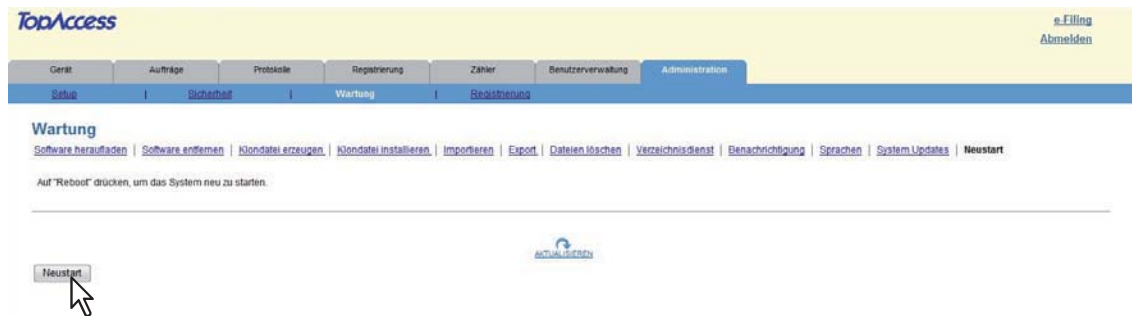 TopAccess
e-Filing
Abmelden
Gerät Aufträge Protokolle Registrierung Zähler Benutzerverwaltung Administration
Setup | Sicherheit | Wartung | Registrierung
Wartung
Software heraufladen | Software entfernen | Klondatei erzeugen | Klondatei installieren | Importieren | Export | Dateien löschen | Verzeichnisdienst | Benachrichtigung | Sprachen | System Updates | Neustart
Auf "Reboot" drücken, um das System neu zu starten.
AKTUALISIEREN
Neustart